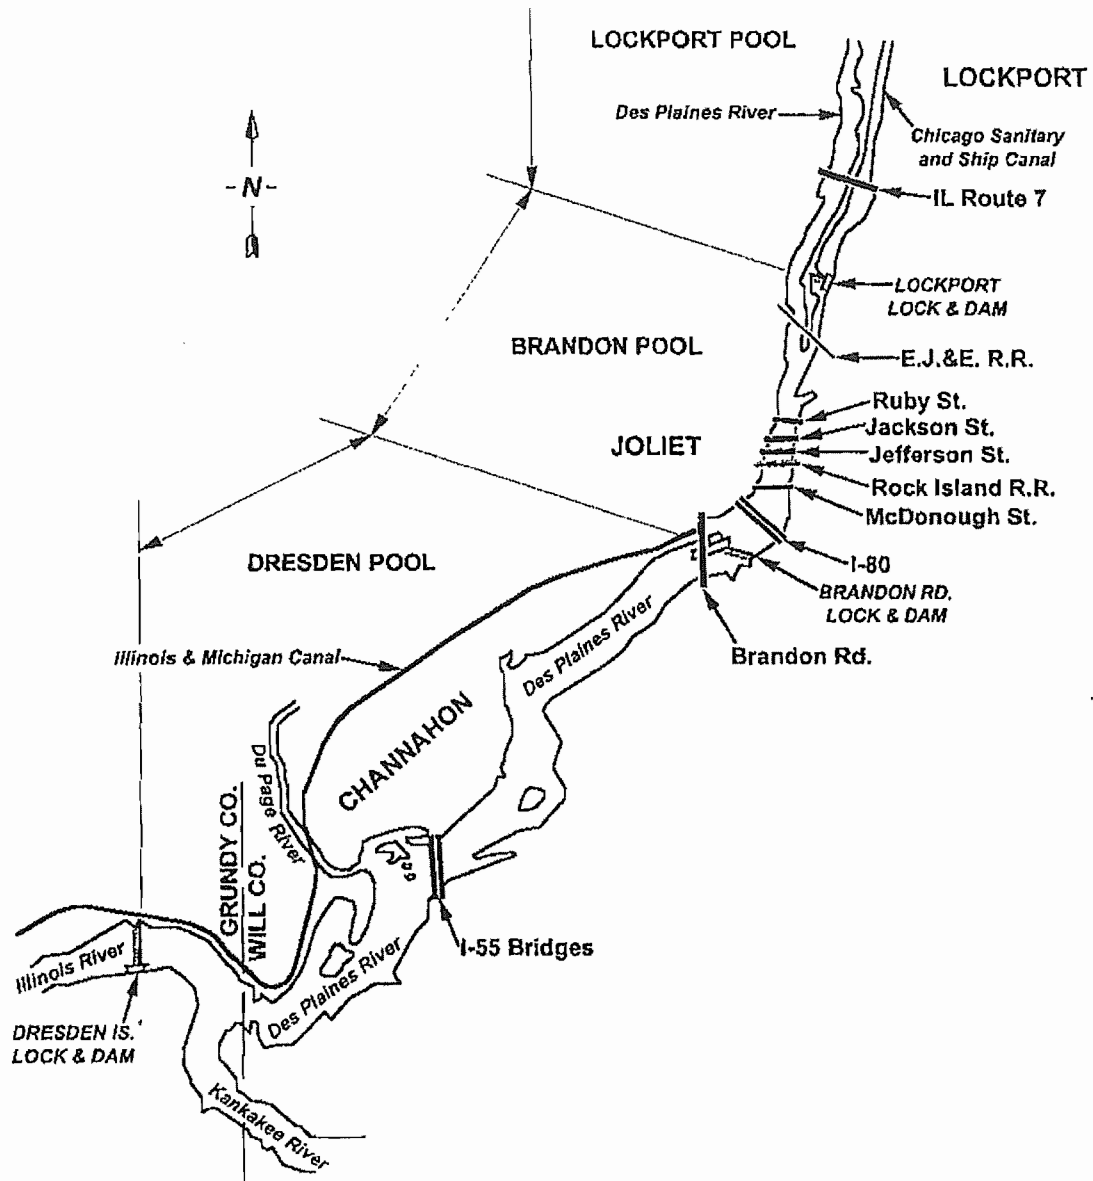 LOCKPORT POOL
LOCKPORT
Des Plaines River
Chicago Sanitary
and Ship Canal
-N-
IL Route 7
LOCKPORT
LOCK & DAM
BRANDON POOL
E.J.&E. R.R.
Ruby St.
Jackson St.
JOLIET
Jefferson St.
Rock Island R.R.
McDonough St.
DRESDEN POOL
I-80
BRANDON RD.
LOCK & DAM
Des Plaines River
Brandon Rd.
Illinois & Michigan Canal
CHANNAHON
Du Page River
GRUNDY CO.
WILL CO.
I-55 Bridges
Illinois River
Des Plaines River
DRESDEN IS.
LOCK & DAM
Kankakee River